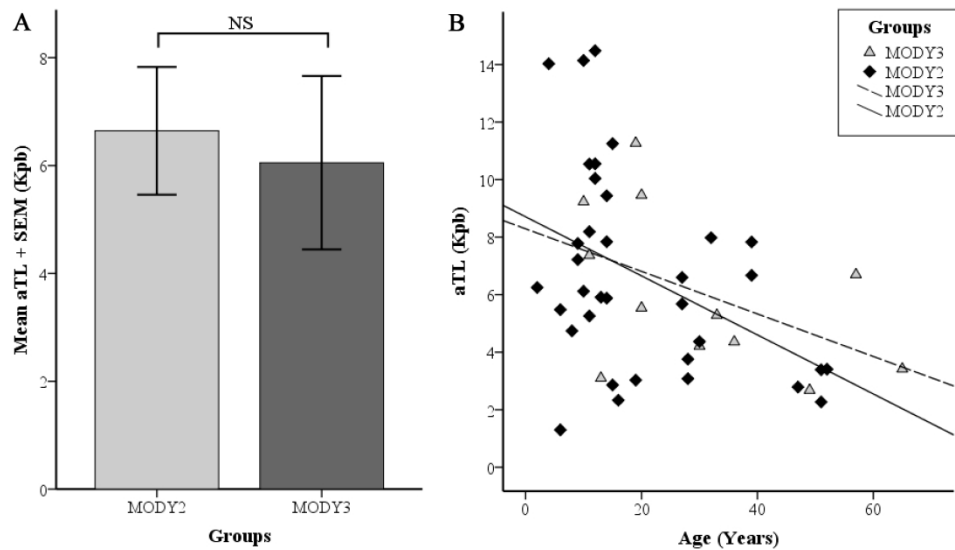 A
NS
8
6
4
2
0
Mean aTL + SEM (Kpb)
MODY2 MODY3
Groups
B
Groups
MODY3
MODY2
MODY3
MODY2
14
12
10
8
6
4
2
0
aTL (Kpb)
0 20 40 60
Age (Years)